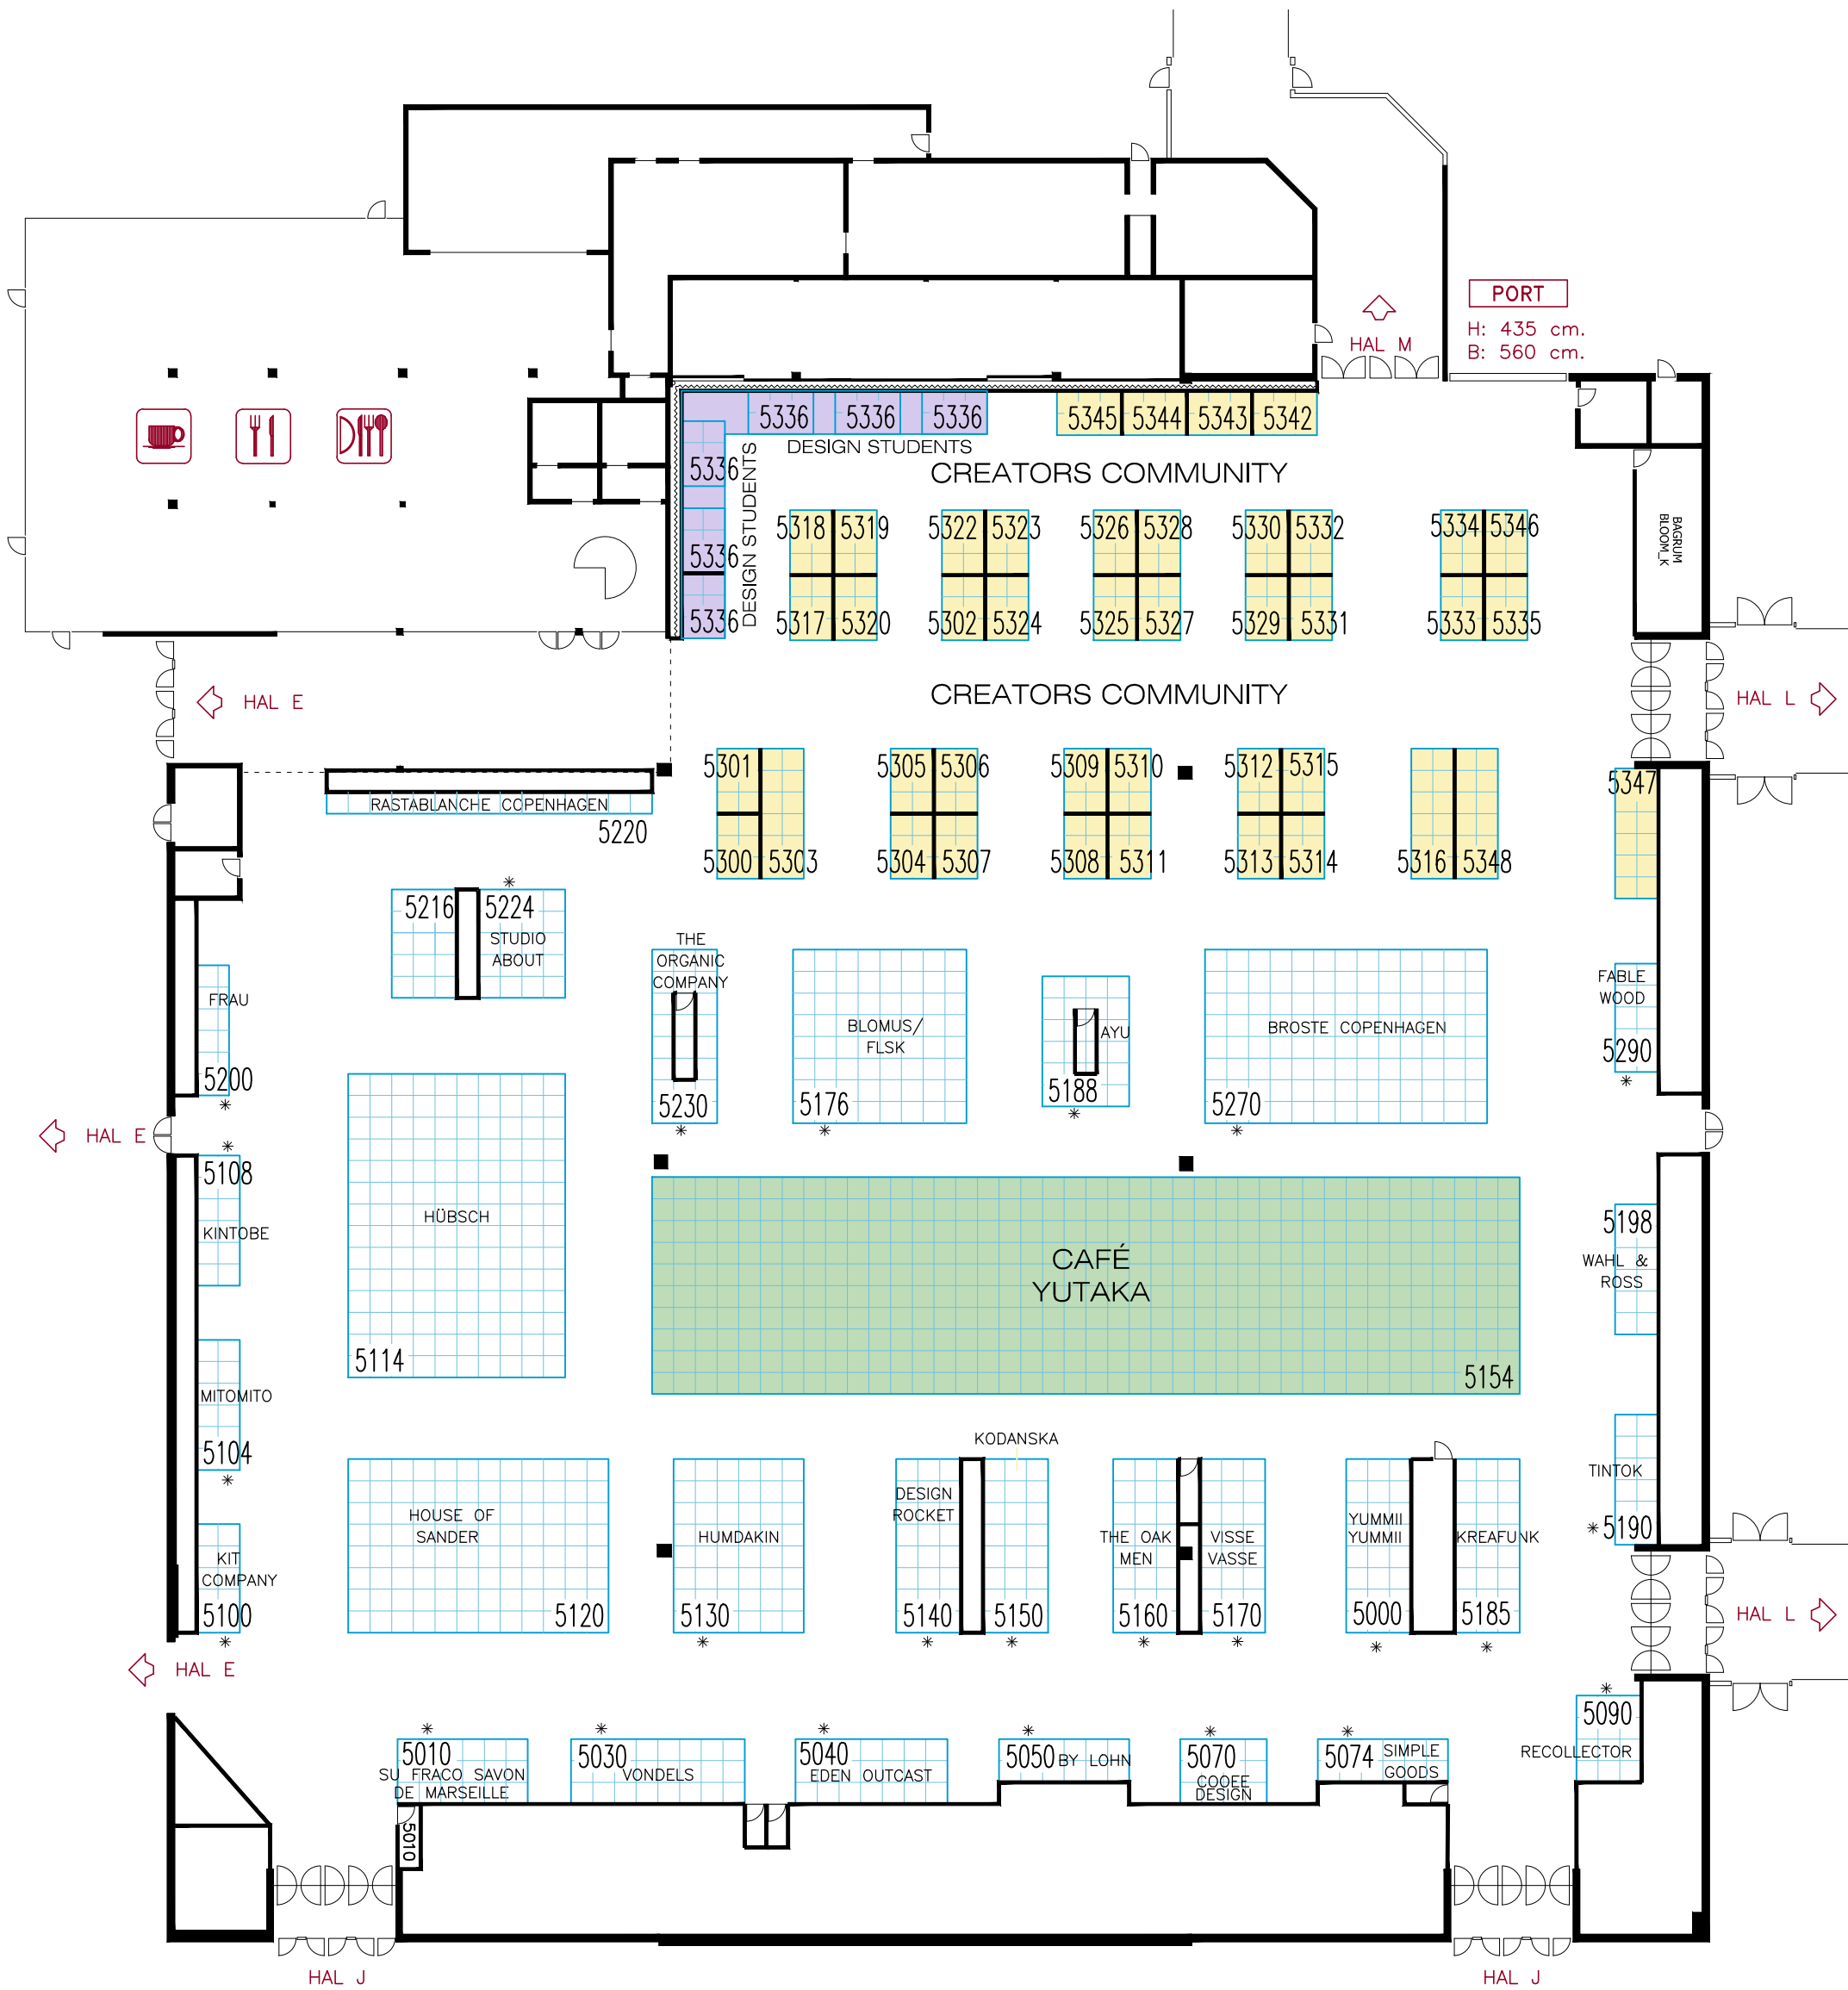 PORT
H: 435 cm.
B: 560 cm.
HAL M
5336
5336
5336
5345
5344
5343
5342
DESIGN STUDENTS
CREATORS COMMUNITY
5336
5336
5336
DESIGN STUDENTS
5318
5319
5322
5323
5326
5328
5330
5332
5334
5346
BAGRUM
BLOOM_K
5317
5320
5302
5324
5325
5327
5329
5331
5333
5335
HAL E
CREATORS COMMUNITY
HAL L
5301
5305
5306
5309
5310
5312
5315
5347
RASTABLANCHE COPENHAGEN
5220
5300
5303
5304
5307
5308
5311
5313
5314
5316
5348
5216
5224
STUDIO
ABOUT
THE
ORGANIC
COMPANY
5230
BLOMUS/
FLSK
5176
AYU
5188
BROSTE COPENHAGEN
5270
FABLE
WOOD
5290
FRAU
5200
HAL E
5108
KINTOBE
HÜBSCH
5114
CAFÉ
YUTAKA
5154
5198
WAHL &
ROSS
MITOMITO
5104
TINTOK
5190
KIT
COMPANY
5100
HOUSE OF
SANDER
5120
HUMDAKIN
5130
DESIGN
ROCKET
5140
KODANSKA
5150
THE OAK
MEN
5160
VISSE
VASSE
5170
YUMMII
YUMMII
5000
KREAFUNK
5185
HAL L
HAL E
5010
SU FRACO SAVON
DE MARSEILLE
5010
5030
VONDELS
5040
EDEN OUTCAST
5050 BY LOHN
5070
COOEE
DESIGN
5074
SIMPLE
GOODS
5090
RECOLLECTOR
HAL J
HAL J